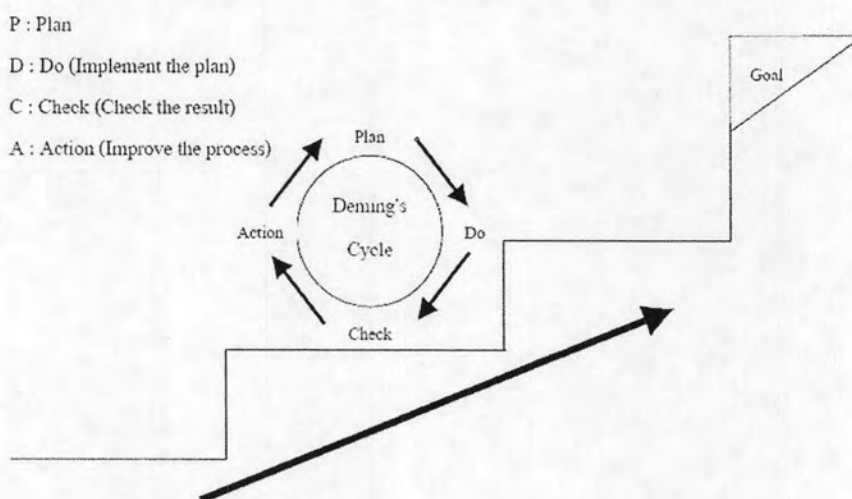 P : Plan
D : Do (Implement the plan)
C : Check (Check the result)
A : Action (Improve the process)
Plan
Deming's
Cycle
Action
Do
Check
Goal